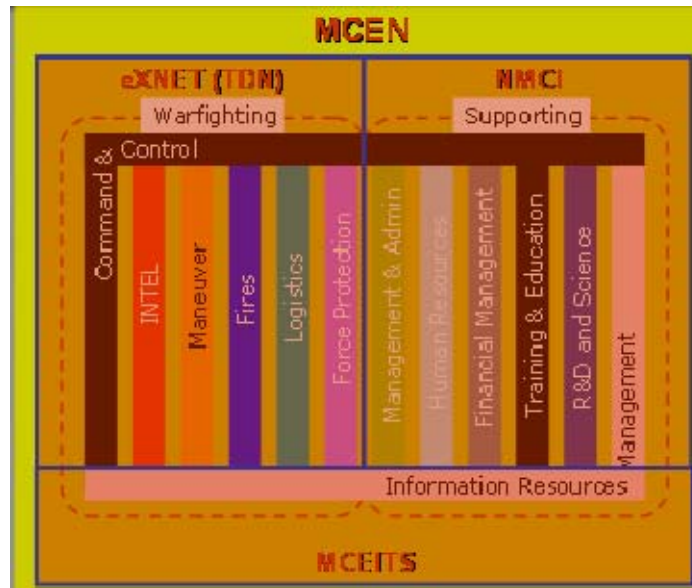 MCEN
eXNET (TDN)
NMCI
Warfighting
Supporting
Command &
Control
INTEL
Maneuver
Fires
Logistics
Force Protection
Management & Admin
Human Resources
Financial Management
Training & Education
R&D and Science
Management
Information Resources
MCEITS